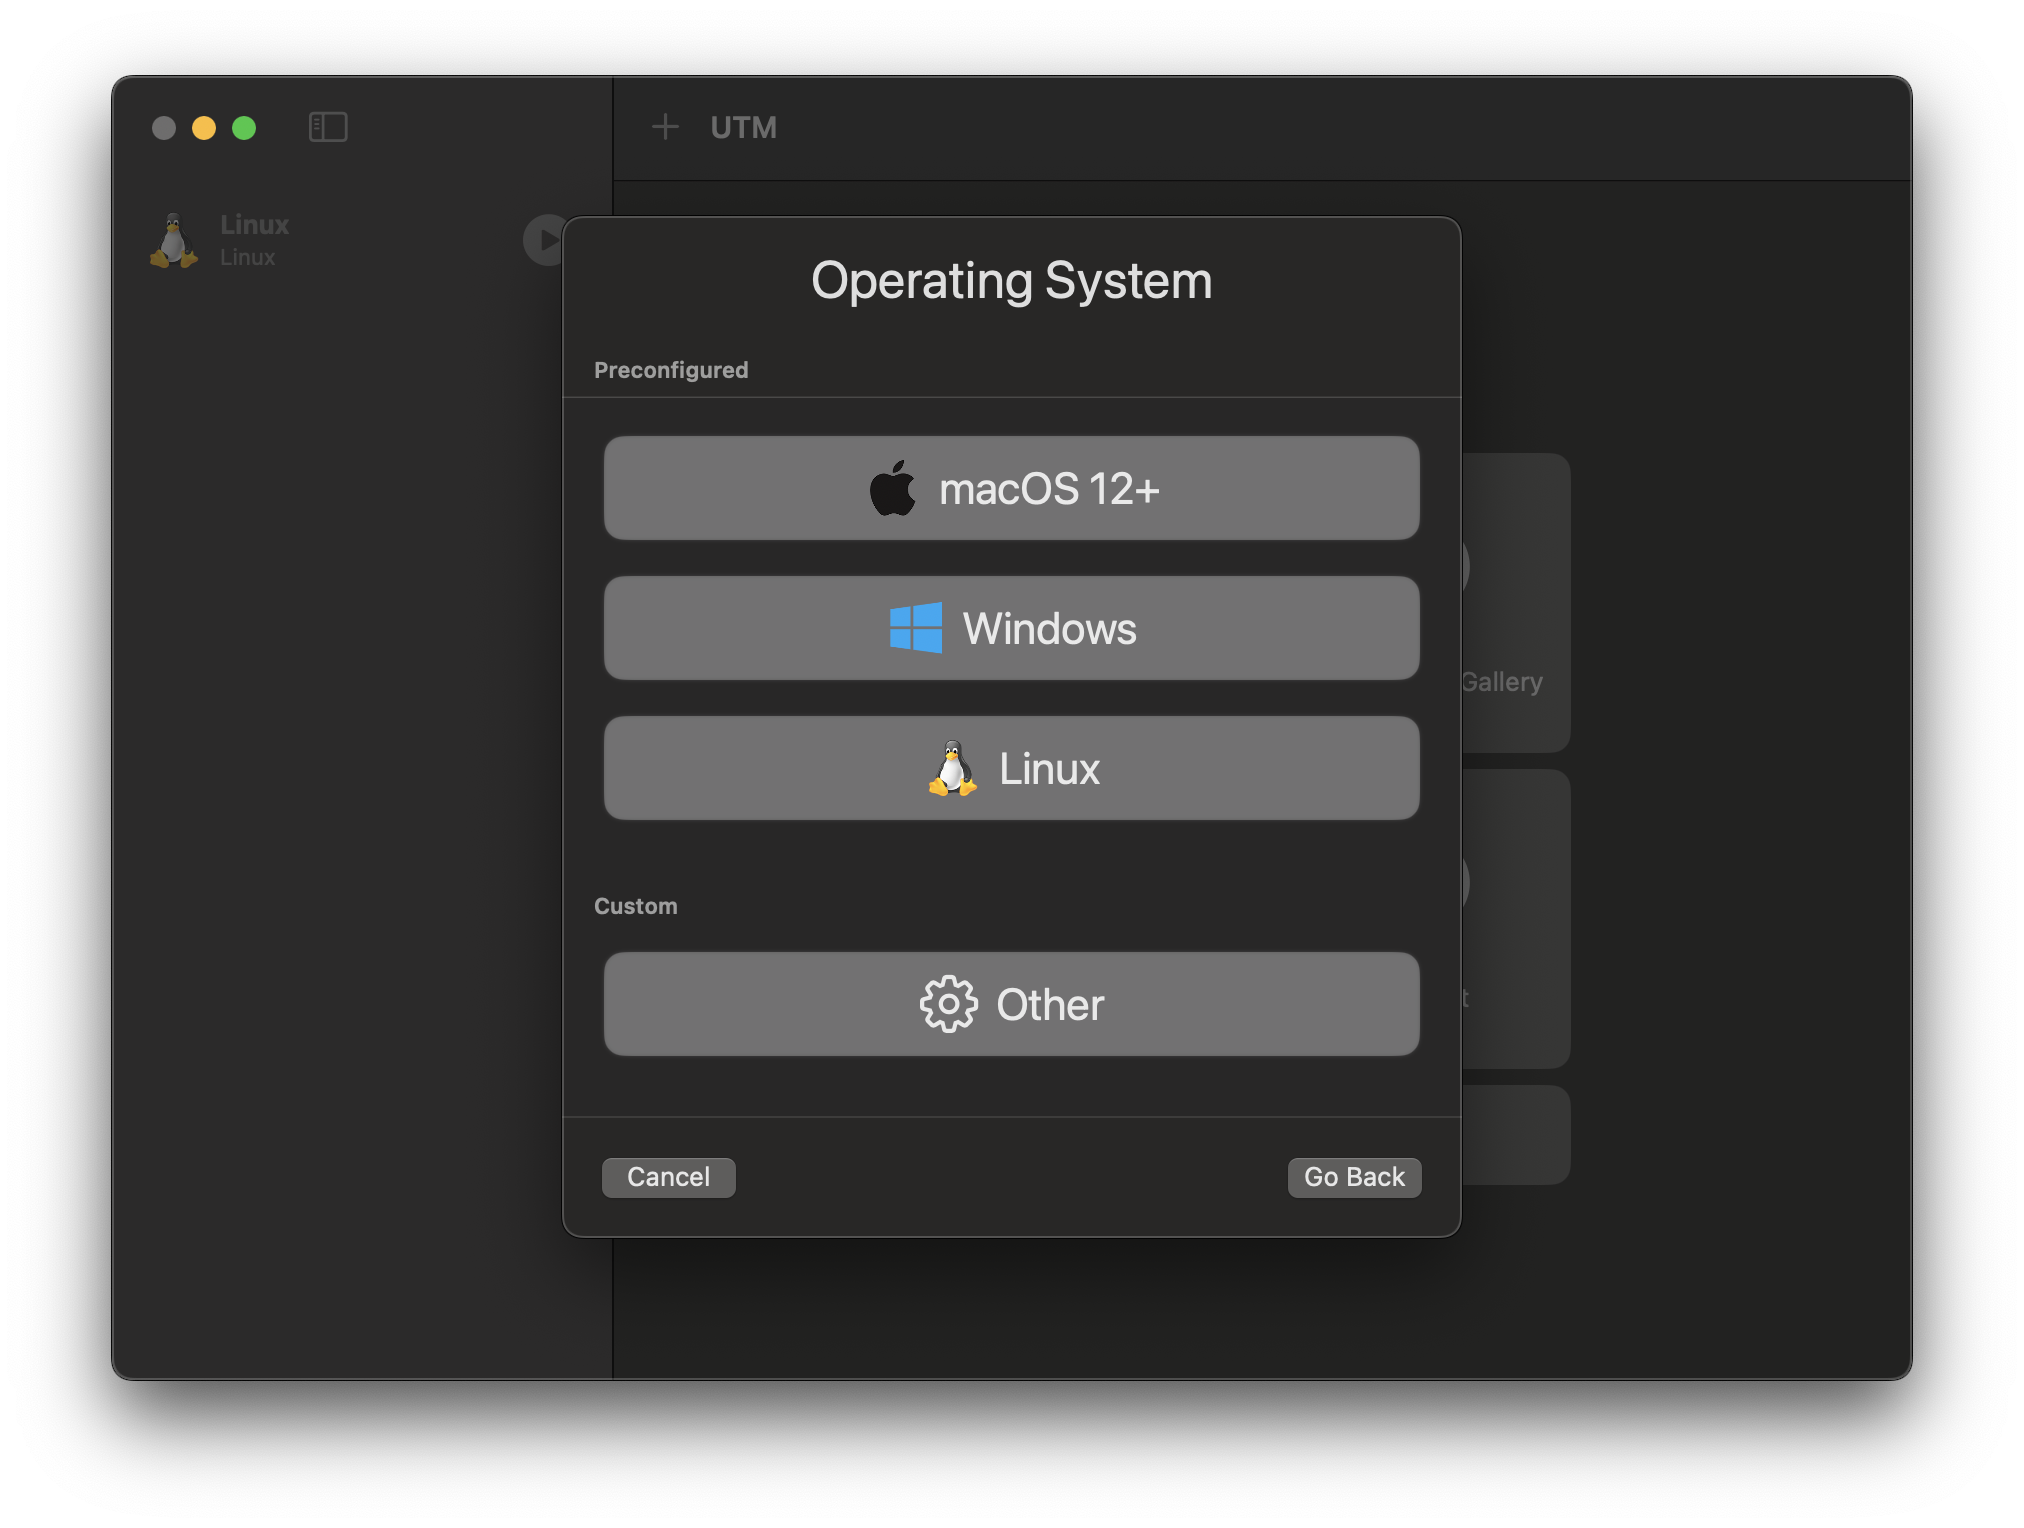 UTM
Linux
Linux
Operating System
Preconfigured
macOS 12+
Windows
Linux
Gallery
Custom
Other
Cancel
Go Back